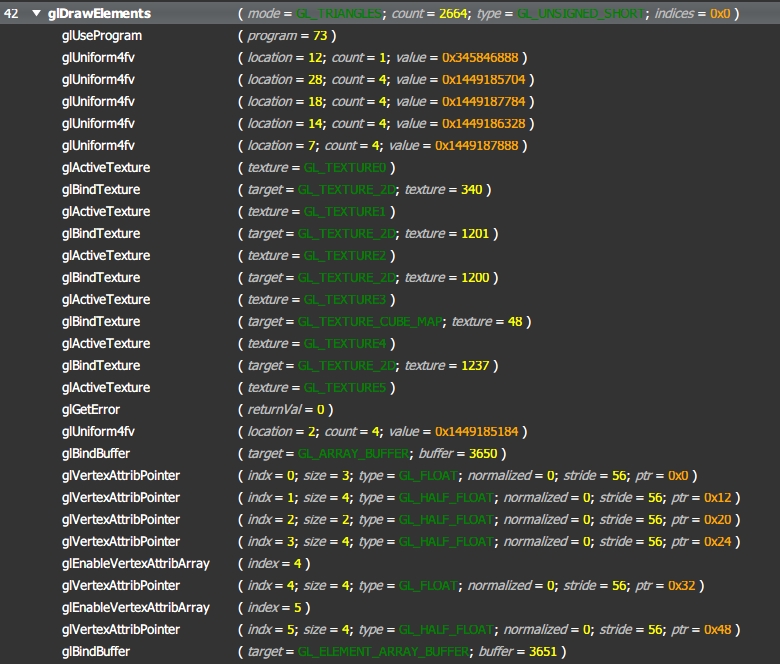 42 ▼ glDrawElements ( mode = GL_TRIANGLES; count = 2664; type = GL_UNSIGNED_SHORT; indices = 0x0 )
glUseProgram ( program = 73 )
glUniform4fv ( location = 12; count = 1; value = 0x345846888 )
glUniform4fv ( location = 28; count = 4; value = 0x1449185704 )
glUniform4fv ( location = 18; count = 4; value = 0x1449187784 )
glUniform4fv ( location = 14; count = 4; value = 0x1449186328 )
glUniform4fv ( location = 7; count = 4; value = 0x1449187888 )
glActiveTexture ( texture = GL_TEXTURE0 )
glBindTexture ( target = GL_TEXTURE_2D; texture = 340 )
glActiveTexture ( texture = GL_TEXTURE1 )
glBindTexture ( target = GL_TEXTURE_2D; texture = 1201 )
glActiveTexture ( texture = GL_TEXTURE2 )
glBindTexture ( target = GL_TEXTURE_2D; texture = 1200 )
glActiveTexture ( texture = GL_TEXTURE3 )
glBindTexture ( target = GL_TEXTURE_CUBE_MAP; texture = 48 )
glActiveTexture ( texture = GL_TEXTURE4 )
glBindTexture ( target = GL_TEXTURE_2D; texture = 1237 )
glActiveTexture ( texture = GL_TEXTURE5 )
glGetError ( returnVal = 0 )
glUniform4fv ( location = 2; count = 4; value = 0x1449185184 )
glBindBuffer ( target = GL_ARRAY_BUFFER; buffer = 3650 )
glVertexAttribPointer ( indx = 0; size = 3; type = GL_FLOAT; normalized = 0; stride = 56; ptr = 0x0 )
glVertexAttribPointer ( indx = 1; size = 4; type = GL_HALF_FLOAT; normalized = 0; stride = 56; ptr = 0x12 )
glVertexAttribPointer ( indx = 2; size = 2; type = GL_HALF_FLOAT; normalized = 0; stride = 56; ptr = 0x20 )
glVertexAttribPointer ( indx = 3; size = 4; type = GL_HALF_FLOAT; normalized = 0; stride = 56; ptr = 0x24 )
glEnableVertexAttribArray ( index = 4 )
glVertexAttribPointer ( indx = 4; size = 4; type = GL_FLOAT; normalized = 0; stride = 56; ptr = 0x32 )
glEnableVertexAttribArray ( index = 5 )
glVertexAttribPointer ( indx = 5; size = 4; type = GL_HALF_FLOAT; normalized = 0; stride = 56; ptr = 0x48 )
glBindBuffer ( target = GL_ELEMENT_ARRAY_BUFFER; buffer = 3651 )